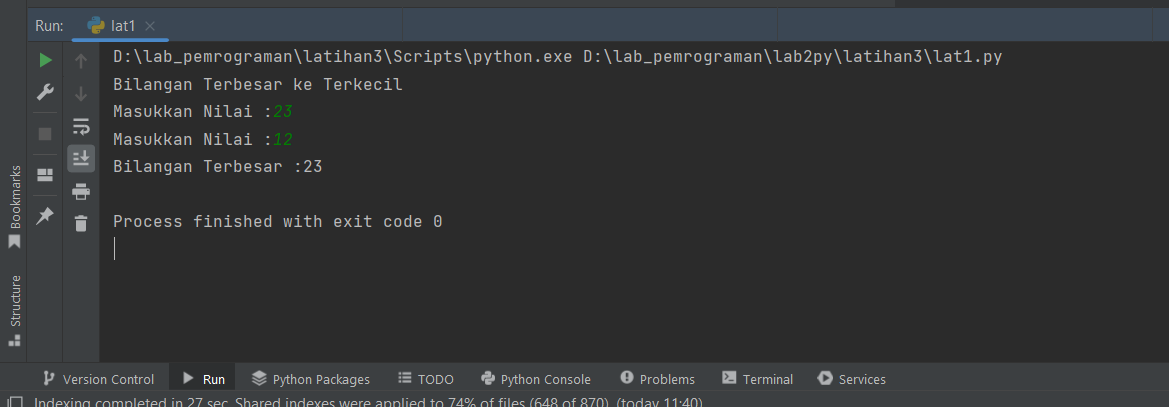 Run:
lat1
D:\lab_pemrograman\latihan3\Scripts\python.exe D:\lab_pemrograman\lab2py\latihan3\lat1.py
Bilangan Terbesar ke Terkecil
Masukkan Nilai :23
Masukkan Nilai :12
Bilangan Terbesar :23
Process finished with exit code 0
Bookmarks
Structure
Version Control
Run
Python Packages
TODO
Python Console
Problems
Terminal
Services
Indexing completed in 27 sec. Shared indexes were applied to 74% of files (648 of 870). (today 11:40)